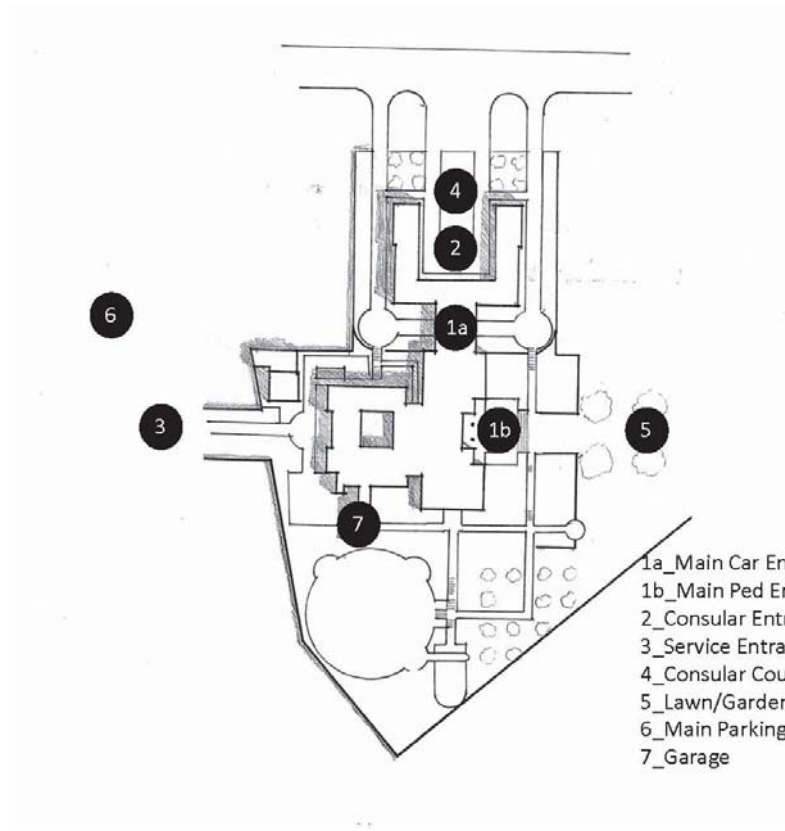 4
2
1a
6
3
1b
5
7
1a_Main Car En
1b_Main Ped En
2_Consular Ent
3_Service Entra
4_Consular Cou
5_Lawn/Garden
6_Main Parking
7_Garage